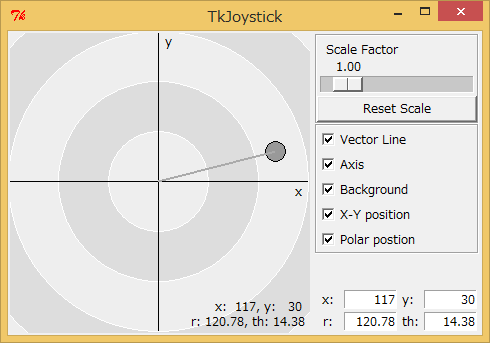 TkJoystick
y
x
x: 117, y: 30
r: 120.78, th: 14.38
Scale Factor
1.00
Reset Scale
Vector Line
Axis
Background
X-Y position
Polar postion
x: 117 y: 30
r: 120.78 th: 14.38